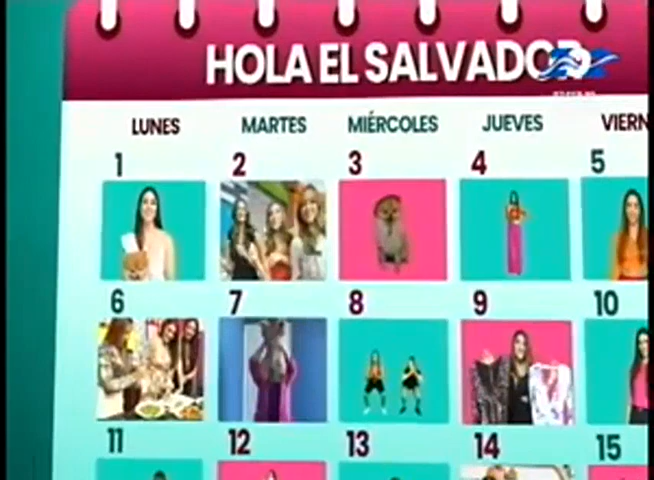 HOLA EL SALVADOR
LUNES MARTES MIÉRCOLES JUEVES VIERN
1 2 3 4 5
6 7 8 9 10
11 12 13 14 15